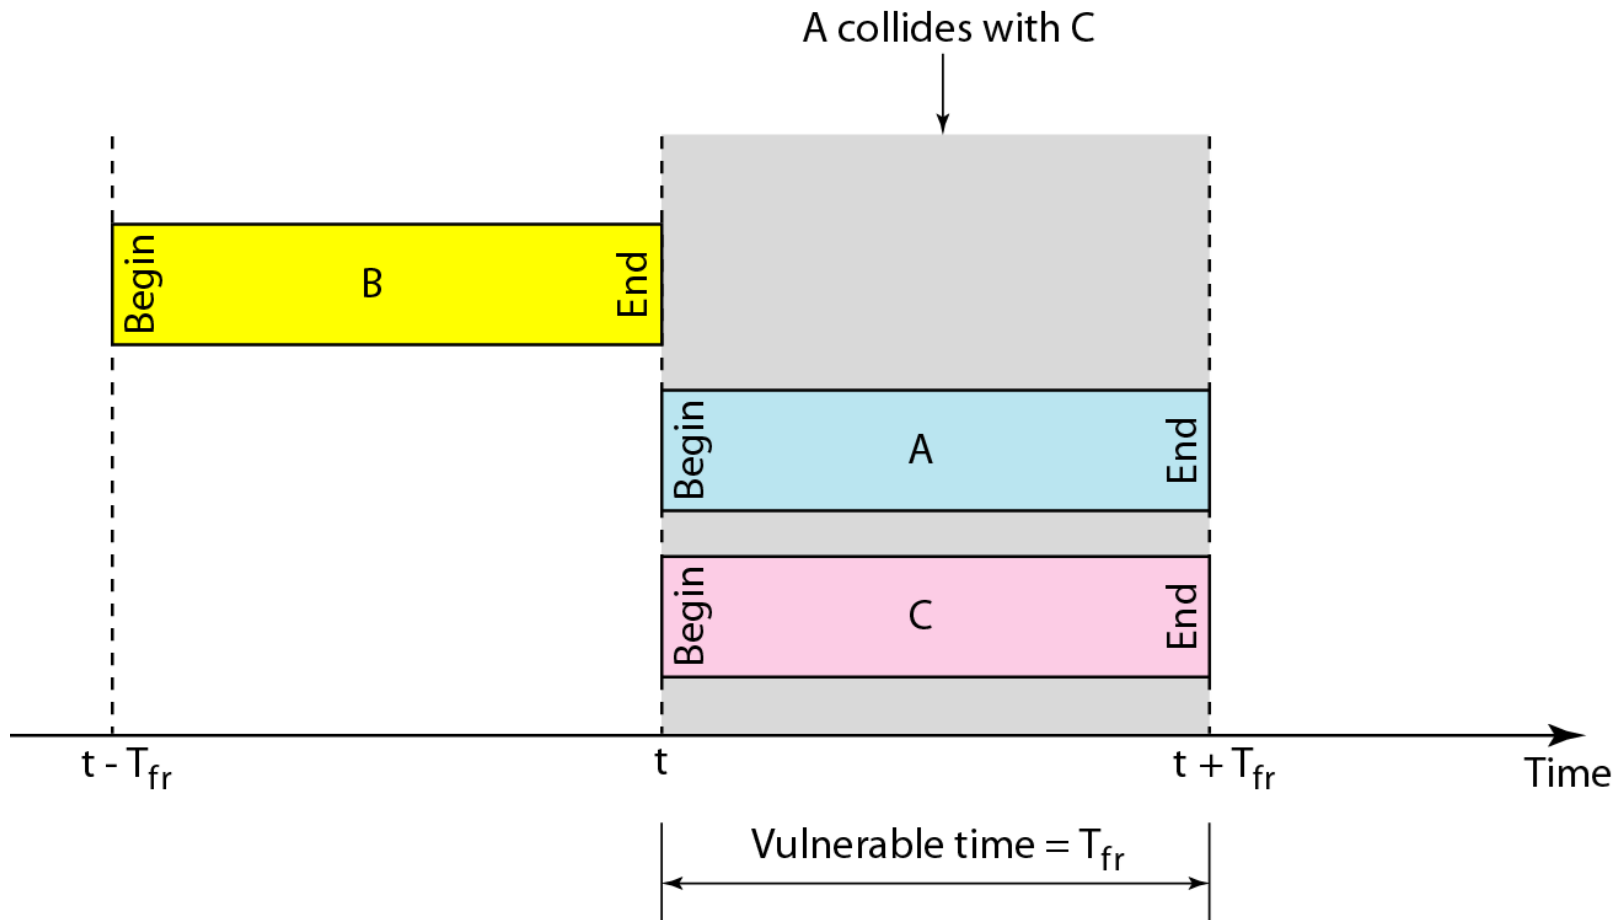 A collides with C
Begin
B
End
Begin
A
End
Begin
C
End
t - Tfr
t
t + Tfr
Time
Vulnerable time = Tfr